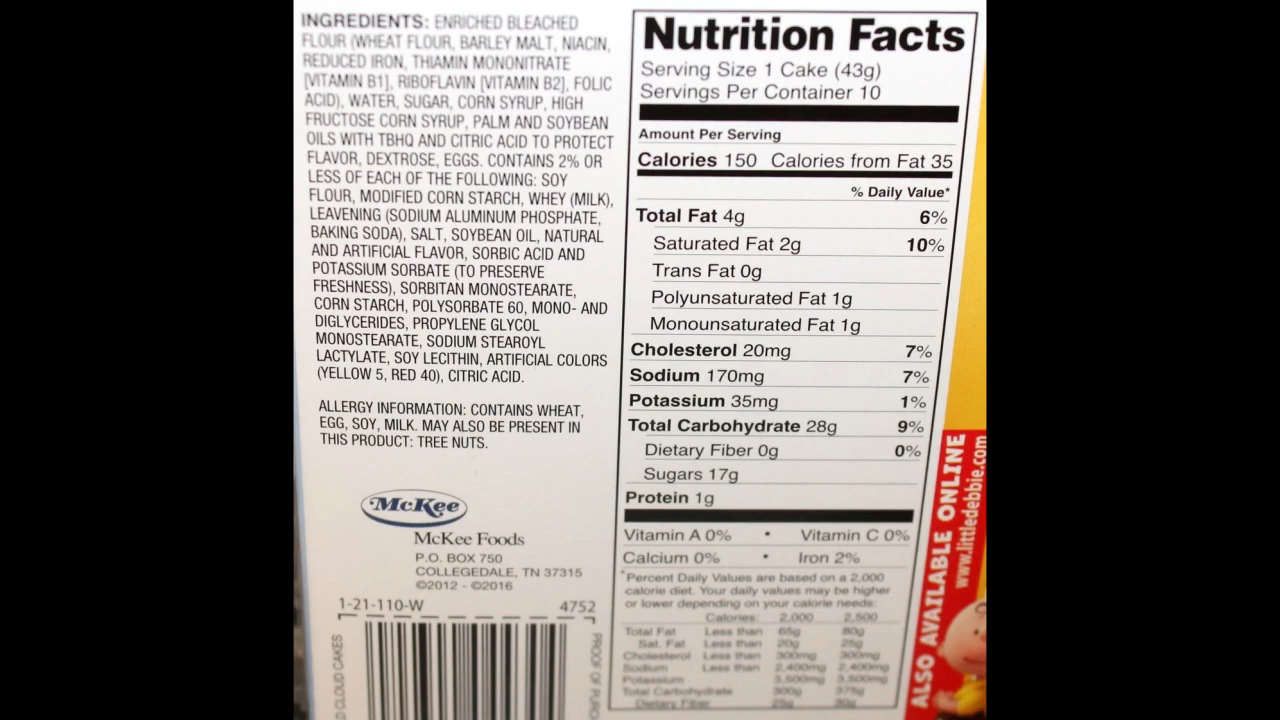 INGREDIENTS: ENRICHED BLEACHED
FLOUR (WHEAT FLOUR, BARLEY MALT, NIACIN,
REDUCED IRON, THIAMIN MONONITRATE
[VITAMIN B1], RIBOFLAVIN [VITAMIN B2], FOLIC
ACID), WATER, SUGAR, CORN SYRUP, HIGH
FRUCTOSE CORN SYRUP, PALM AND SOYBEAN
OILS WITH TBHQ AND CITRIC ACID TO PROTECT
FLAVOR, DEXTROSE, EGGS. CONTAINS 2% OR
LESS OF EACH OF THE FOLLOWING: SOY
FLOUR, MODIFIED CORN STARCH, WHEY (MILK),
LEAVENING (SODIUM ALUMINUM PHOSPHATE,
BAKING SODA), SALT, SOYBEAN OIL, NATURAL
AND ARTIFICIAL FLAVOR, SORBIC ACID AND
POTASSIUM SORBATE (TO PRESERVE
FRESHNESS), SORBITAN MONOSTEARATE,
CORN STARCH, POLYSORBATE 60, MONO- AND
DIGLYCERIDES, PROPYLENE GLYCOL
MONOSTEARATE, SODIUM STEAROYL
LACTYLATE, SOY LECITHIN, ARTIFICIAL COLORS
(YELLOW 5, RED 40), CITRIC ACID.
ALLERGY INFORMATION: CONTAINS WHEAT,
EGG, SOY, MILK. MAY ALSO BE PRESENT IN
THIS PRODUCT: TREE NUTS.
McKee
McKee Foods
P.O. BOX 750
COLLEGEDALE, TN 37315
©2012 - ©2016
1-21-110-W 4752
CLOUD CAKES
PROOF OF
Nutrition Facts
Serving Size 1 Cake (43g)
Servings Per Container 10
Amount Per Serving
Calories 150 Calories from Fat 35
% Daily Value*
Total Fat 4g 6%
Saturated Fat 2g 10%
Trans Fat 0g
Polyunsaturated Fat 1g
Monounsaturated Fat 1g
Cholesterol 20mg 7%
Sodium 170mg 7%
Potassium 35mg 1%
Total Carbohydrate 28g 9%
Dietary Fiber 0g 0%
Sugars 17g
Protein 1g
Vitamin A 0% • Vitamin C 0%
Calcium 0% • Iron 2%
*Percent Daily Values are based on a 2,000
calorie diet. Your daily values may be higher
or lower depending on your calorie needs:
Calories: 2,000 2,500
Total Fat Less than 65g 80g
Sat. Fat Less than 20g 25g
Cholesterol Less than 300mg 300mg
Sodium Less than 2,400mg 2,400mg
Potassium 3,500mg 3,500mg
Total Carbohydrate 300g 375g
Dietary Fiber 25g 30g
ALSO AVAILABLE ONLINE
www.littledebbie.com